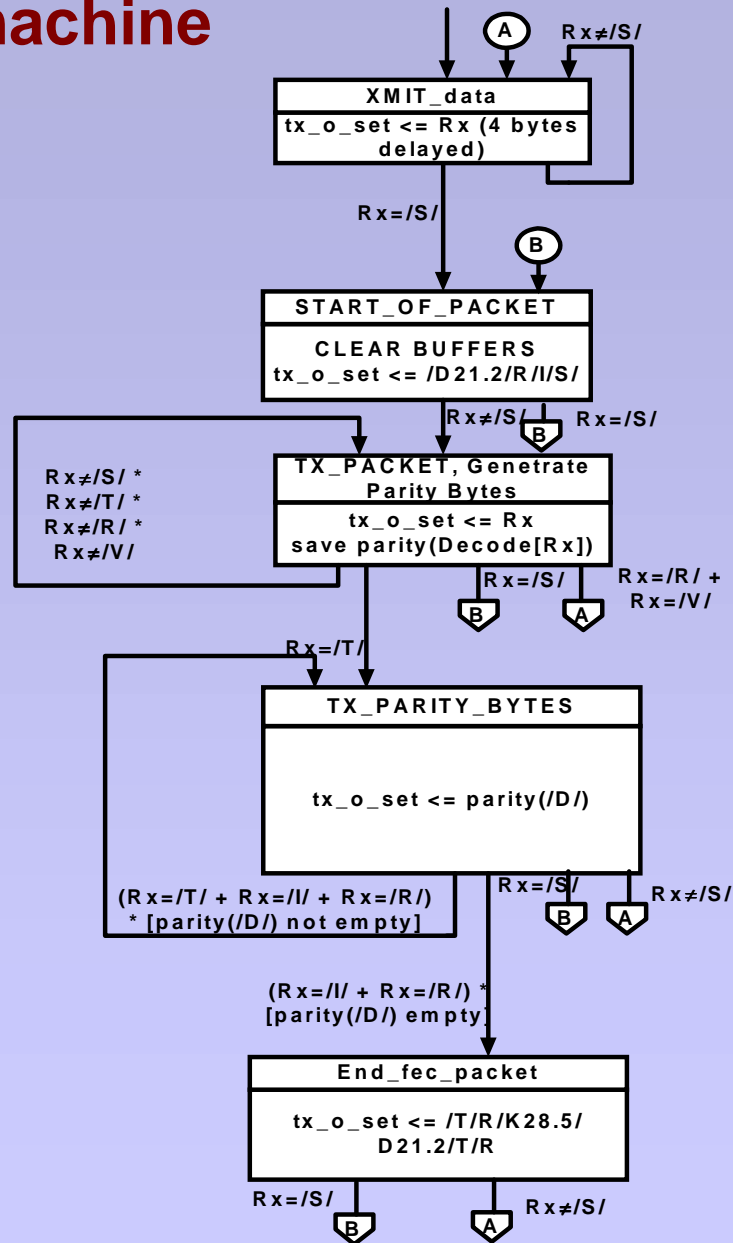 machine
A
Rx≠/S/
XMIT_data
tx_o_set <= Rx (4 bytes
delayed)
Rx=/S/
B
START_OF_PACKET
CLEAR BUFFERS
tx_o_set <= /D21.2/R/I/S/
Rx≠/S/
Rx=/S/
B
Rx≠/S/ *
Rx≠/T/ *
Rx≠/R/ *
Rx≠/V/
TX_PACKET, Genetrate
Parity Bytes
tx_o_set <= Rx
save parity(Decode[Rx])
Rx=/S/
Rx=/R/ +
Rx=/V/
B
A
Rx=/T/
TX_PARITY_BYTES
tx_o_set <= parity(/D/)
(Rx=/T/ + Rx=/I/ + Rx=/R/)
* [parity(/D/) not empty]
Rx=/S/
Rx≠/S/
B
A
(Rx=/I/ + Rx=/R/) *
[parity(/D/) empty]
End_fec_packet
tx_o_set <= /T/R/K28.5/
D21.2/T/R
Rx=/S/
Rx≠/S/
B
A